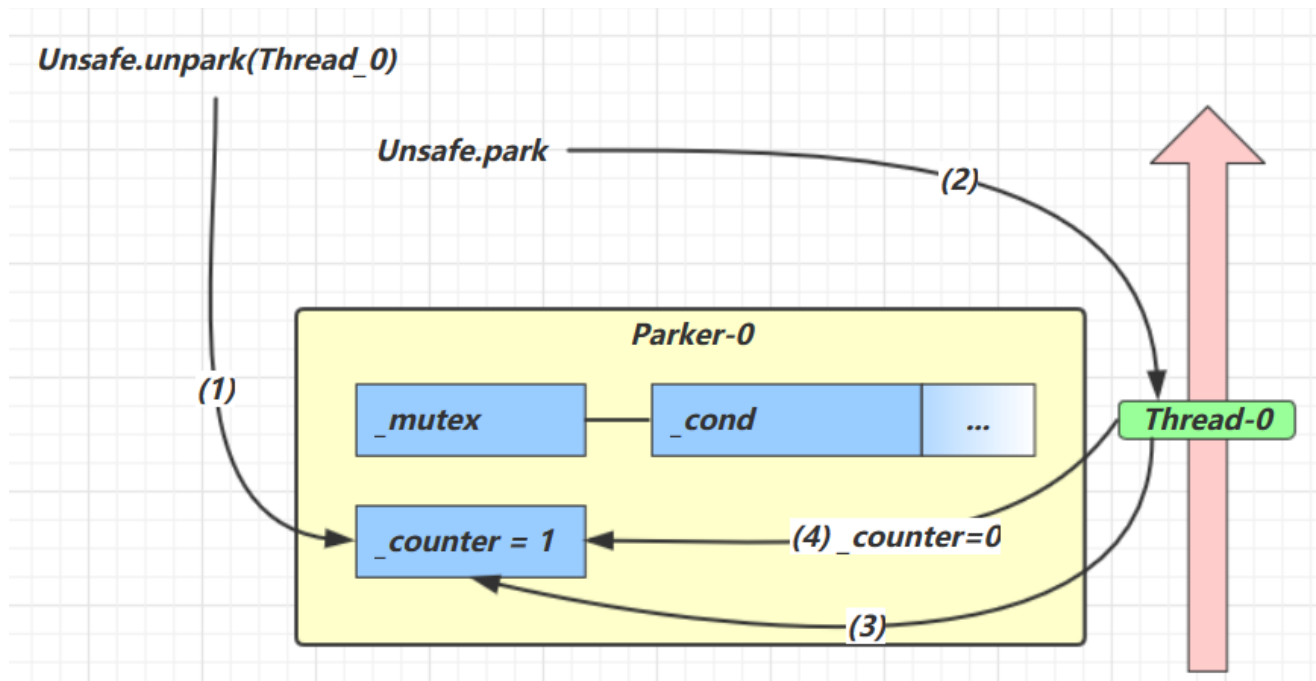 Unsafe.unpark(Thread_0)
Unsafe.park
(2)
Parker-0
(1)
_mutex
_cond
...
Thread-0
_counter = 1
(4) _counter=0
(3)